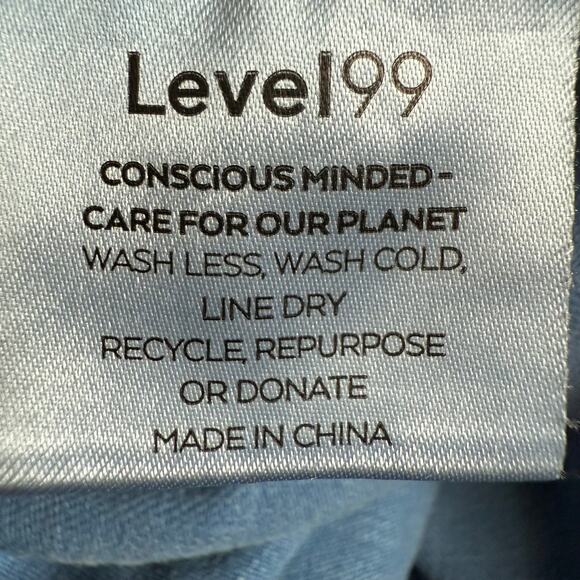 Level99
CONSCIOUS MINDED-
CARE FOR OUR PLANET
WASH LESS, WASH COLD,
LINE DRY
RECYCLE, REPURPOSE
OR DONATE
MADE IN CHINA